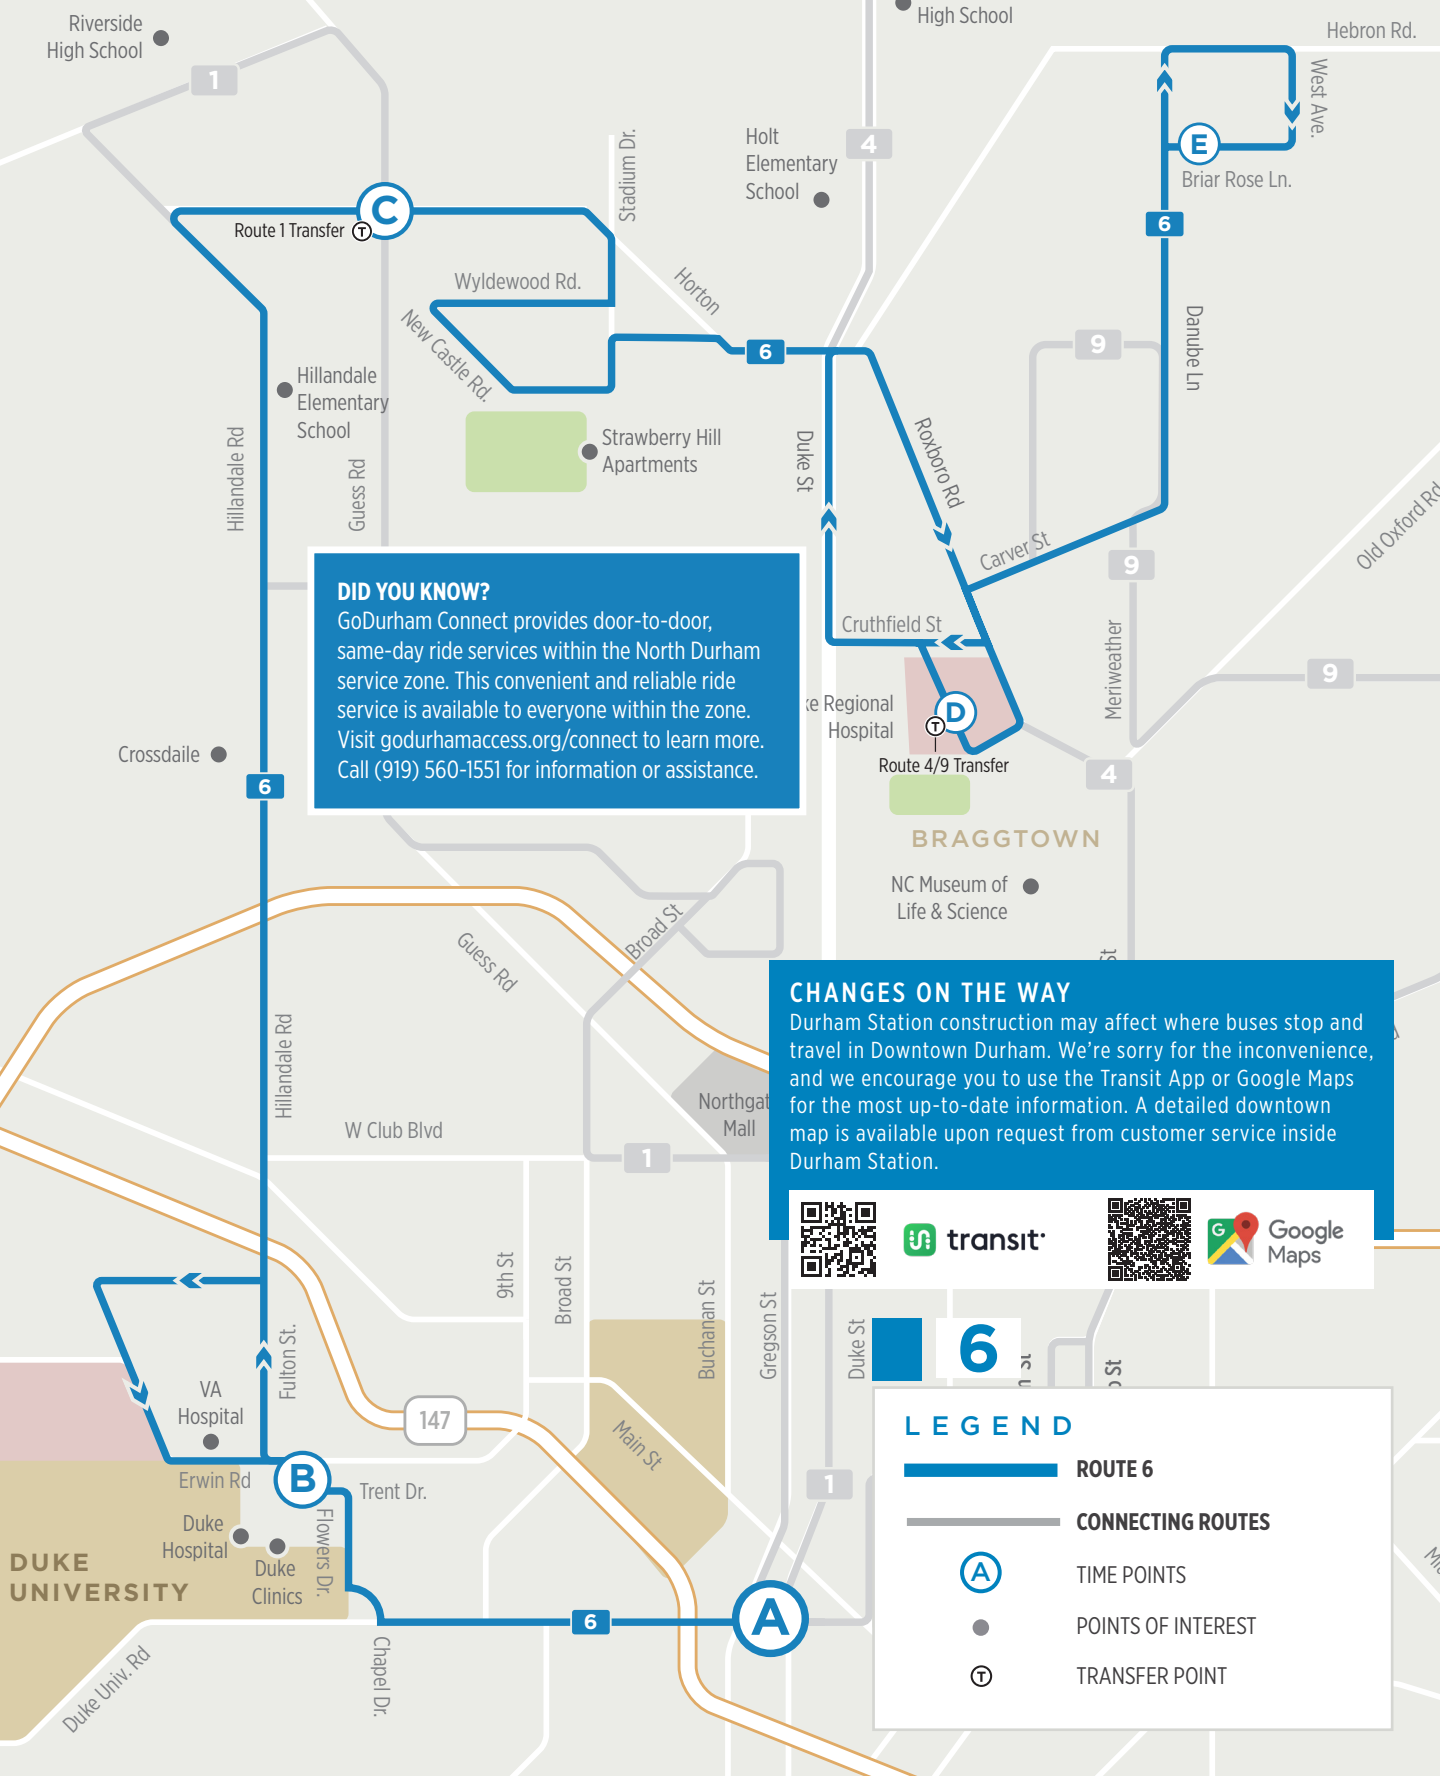 Riverside
High School
High School
Hebron Rd.
1
West Ave.
Stadium Dr.
Holt
Elementary
School
4
E
Briar Rose Ln.
C
Route 1 Transfer
T
6
Wyldewood Rd.
Horton
New Castle Rd.
Danube Ln
9
6
Hillandale
Elementary
School
Hillandale Rd
Guess Rd
Strawberry Hill
Apartments
Duke St
Roxboro Rd
Old Oxford Rd
Carver St
9
DID YOU KNOW?
GoDurham Connect provides door-to-door,
same-day ride services within the North Durham
service zone. This convenient and reliable ride
service is available to everyone within the zone.
Visit godurhamaccess.org/connect to learn more.
Call (919) 560-1551 for information or assistance.
Cruthfield St
Meriweather
9
ke Regional
Hospital
D
T
Route 4/9 Transfer
4
Crossdaile
6
BRAGGTOWN
NC Museum of
Life & Science
Broad St
Guess Rd
St
CHANGES ON THE WAY
Durham Station construction may affect where buses stop and
travel in Downtown Durham. We're sorry for the inconvenience,
and we encourage you to use the Transit App or Google Maps
for the most up-to-date information. A detailed downtown
map is available upon request from customer service inside
Durham Station.
transit
G
Google
Maps
Hillandale Rd
Northgat
Mall
W Club Blvd
1
9th St
Broad St
Buchanan St
Gregson St
Duke St
6
n St
o St
Fulton St.
VA
Hospital
147
Main St
Erwin Rd
B
Trent Dr.
1
Duke
Hospital
Duke
Clinics
Flowers Dr.
DUKE
UNIVERSITY
6
A
Chapel Dr.
Duke Univ. Rd
LEGEND
ROUTE 6
CONNECTING ROUTES
A
TIME POINTS
POINTS OF INTEREST
T
TRANSFER POINT